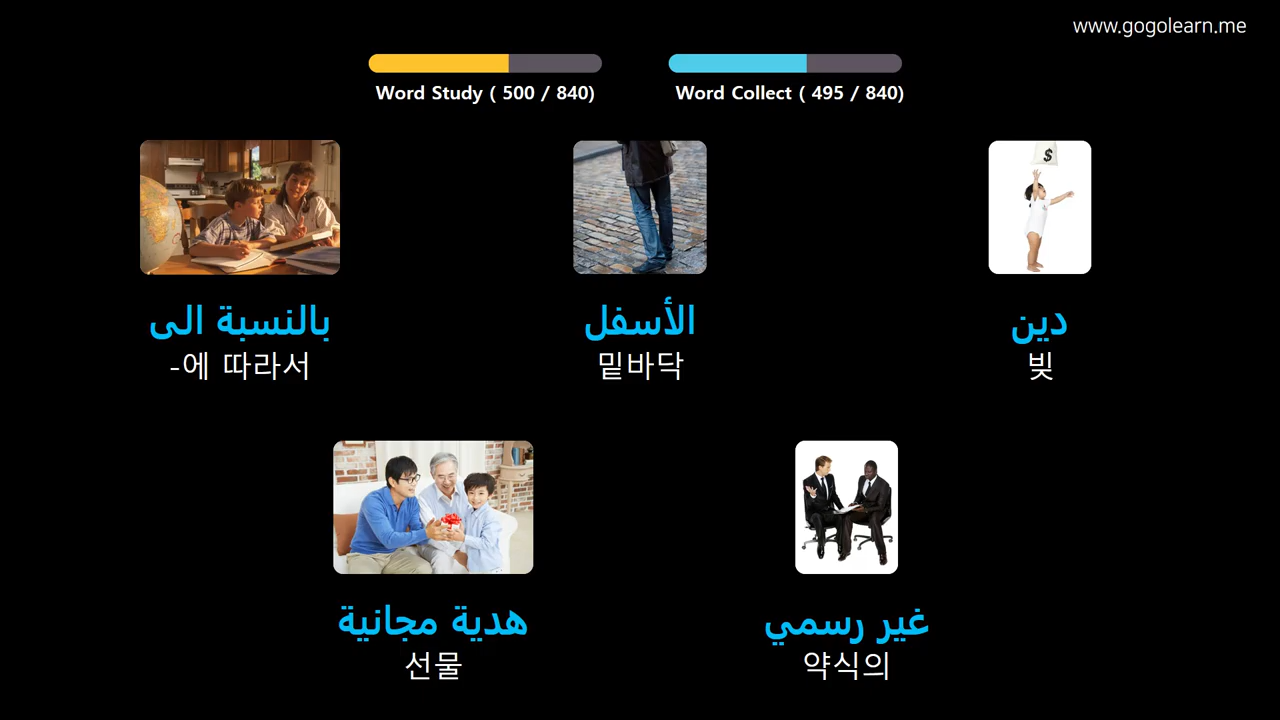 www.gogolearn.me
Word Study ( 500 / 840)
Word Collect ( 495 / 840)
$
بالنسبة الى
-에 따라서
الأسفل
밑바닥
دين
빚
هدية مجانية
선물
غير رسمي
약식의